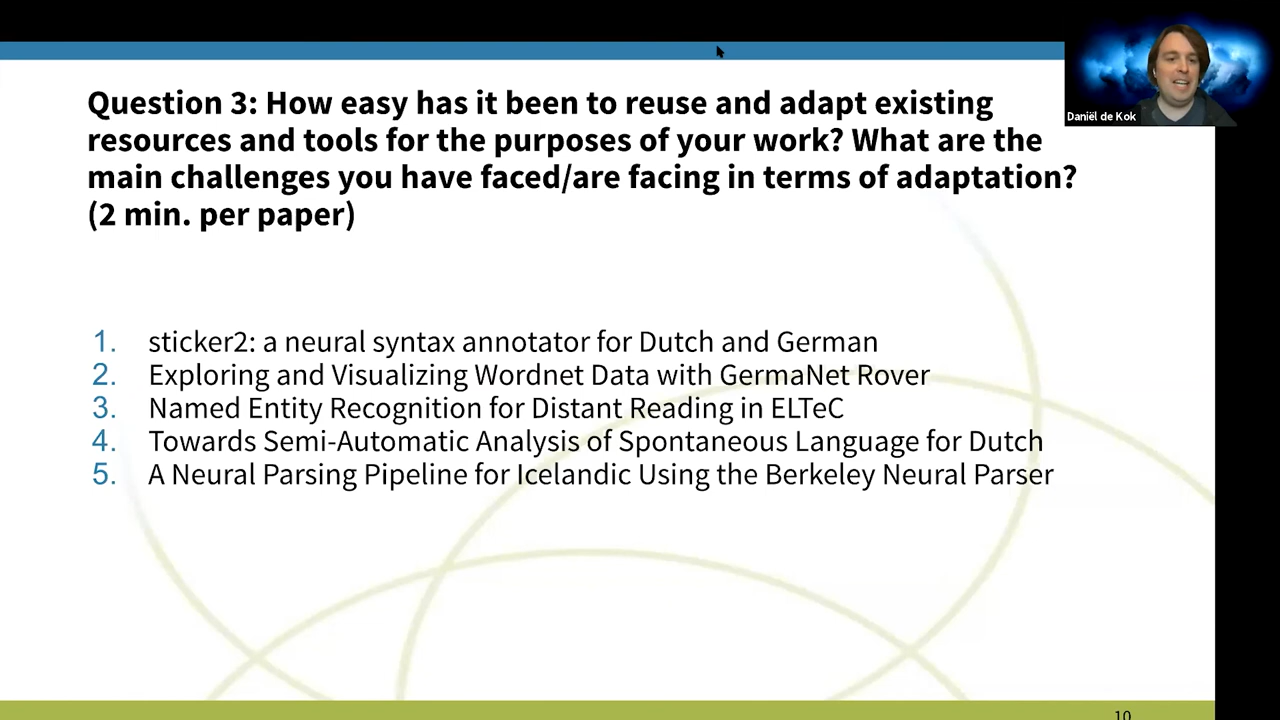 Question 3: How easy has it been to reuse and adapt existing
resources and tools for the purposes of your work? What are the
main challenges you have faced/are facing in terms of adaptation?
(2 min. per paper)
Daniël de Kok
1. sticker2: a neural syntax annotator for Dutch and German
2. Exploring and Visualizing Wordnet Data with GermaNet Rover
3. Named Entity Recognition for Distant Reading in ELTeC
4. Towards Semi-Automatic Analysis of Spontaneous Language for Dutch
5. A Neural Parsing Pipeline for Icelandic Using the Berkeley Neural Parser
10